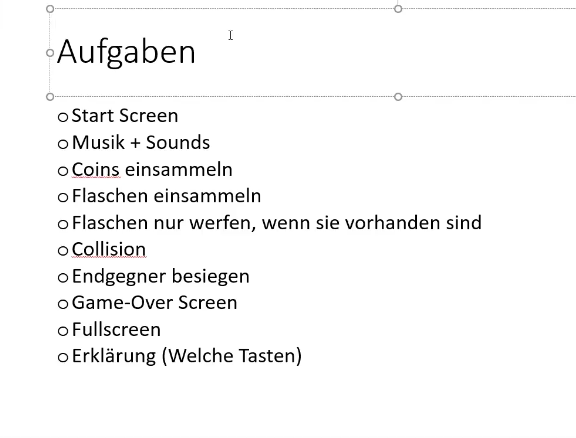 Aufgaben
o Start Screen
o Musik + Sounds
o Coins einsammeln
o Flaschen einsammeln
o Flaschen nur werfen, wenn sie vorhanden sind
o Collision
o Endgegner besiegen
o Game-Over Screen
o Fullscreen
o Erklärung (Welche Tasten)